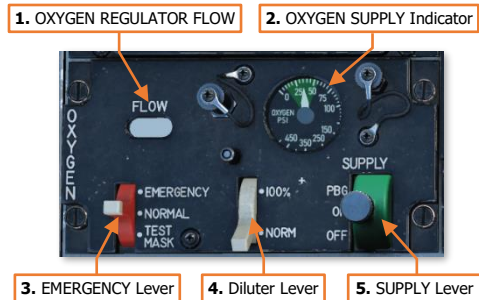 1. OXYGEN REGULATOR FLOW
2. OXYGEN SUPPLY Indicator
FLOW
0 25 50 75 100 150 250 350 450
OXYGEN
PSI
OXYGEN
SUPPLY
EMERGENCY
NORMAL
TEST
MASK
100%
NORM
PBG
ON
OFF
3. EMERGENCY Lever
4. Diluter Lever
5. SUPPLY Lever